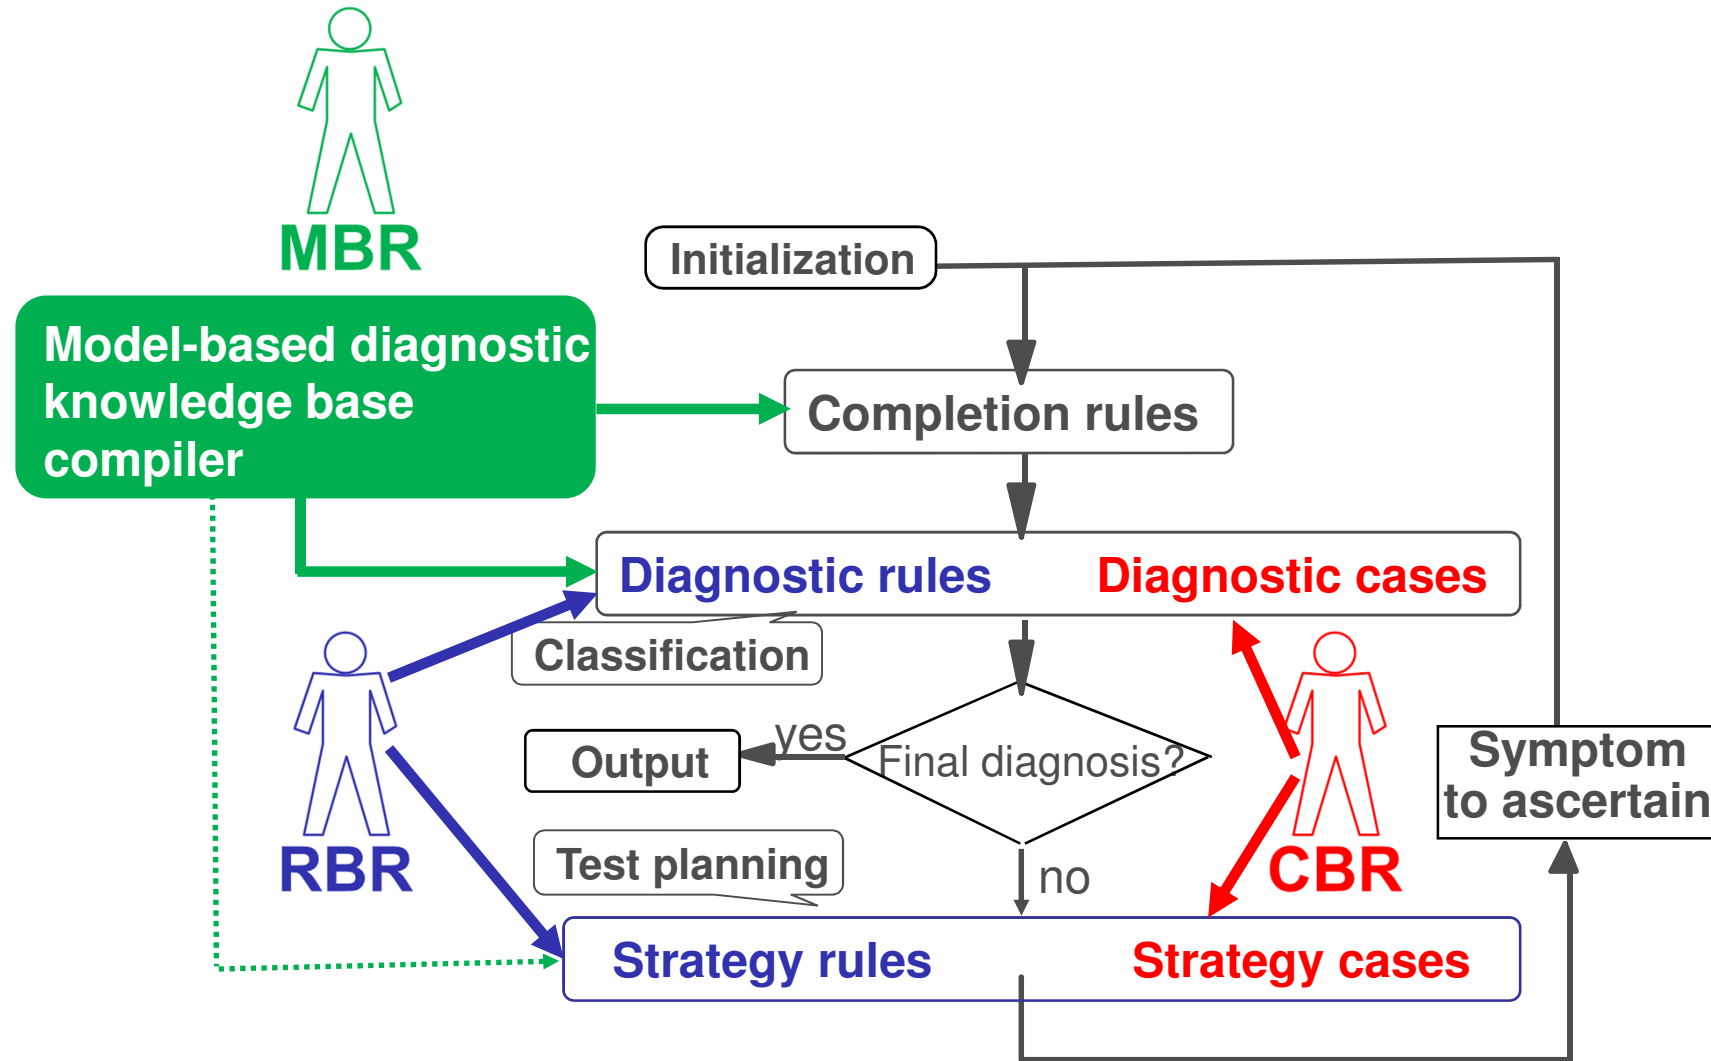 MBR
Initialization
Model-based diagnostic
knowledge base
compiler
Completion rules
Diagnostic rules
Diagnostic cases
Classification
yes
Output
Final diagnosis?
Symptom
to ascertain
RBR
Test planning
no
CBR
Strategy rules
Strategy cases